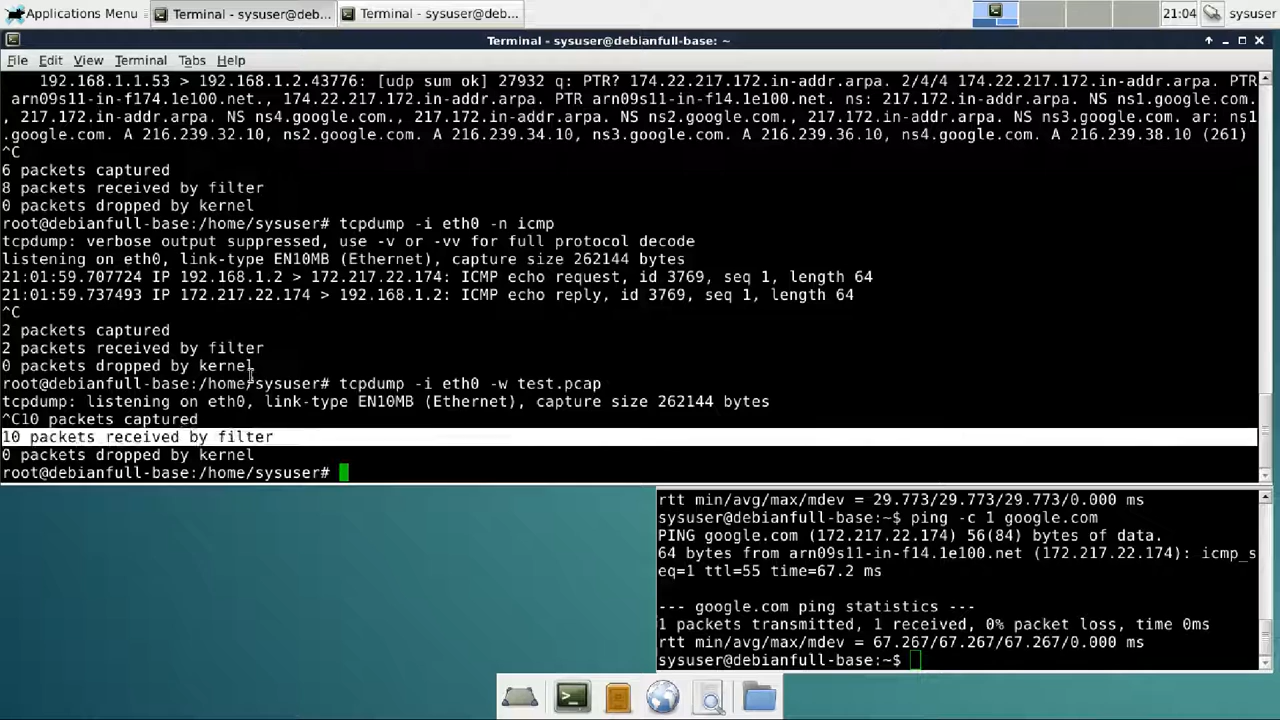 Applications Menu
Terminal - sysuser@deb...
Terminal - sysuser@deb...
21:04
sysuser
Terminal - sysuser@debianfull-base: ~
File Edit View Terminal Tabs Help
192.168.1.1.53 > 192.168.1.2.43776: [udp sum ok] 27932 q: PTR? 174.22.217.172.in-addr.arpa. 2/4/4 174.22.217.172.in-addr.arpa. PTR
arn09s11-in-f174.1e100.net., 174.22.217.172.in-addr.arpa. PTR arn09s11-in-f14.1e100.net. ns: 217.172.in-addr.arpa. NS ns1.google.com.
, 217.172.in-addr.arpa. NS ns4.google.com., 217.172.in-addr.arpa. NS ns2.google.com., 217.172.in-addr.arpa. NS ns3.google.com. ar: ns1
.google.com. A 216.239.32.10, ns2.google.com. A 216.239.34.10, ns3.google.com. A 216.239.36.10, ns4.google.com. A 216.239.38.10 (261)
^C
6 packets captured
8 packets received by filter
0 packets dropped by kernel
root@debianfull-base:/home/sysuser# tcpdump -i eth0 -n icmp
tcpdump: verbose output suppressed, use -v or -vv for full protocol decode
listening on eth0, link-type EN10MB (Ethernet), capture size 262144 bytes
21:01:59.707724 IP 192.168.1.2 > 172.217.22.174: ICMP echo request, id 3769, seq 1, length 64
21:01:59.737493 IP 172.217.22.174 > 192.168.1.2: ICMP echo reply, id 3769, seq 1, length 64
^C
2 packets captured
2 packets received by filter
0 packets dropped by kernel
root@debianfull-base:/home/sysuser# tcpdump -i eth0 -w test.pcap
tcpdump: listening on eth0, link-type EN10MB (Ethernet), capture size 262144 bytes
^C10 packets captured
10 packets received by filter
0 packets dropped by kernel
root@debianfull-base:/home/sysuser#
rtt min/avg/max/mdev = 29.773/29.773/29.773/0.000 ms
sysuser@debianfull-base:~$ ping -c 1 google.com
PING google.com (172.217.22.174) 56(84) bytes of data.
64 bytes from arn09s11-in-f14.1e100.net (172.217.22.174): icmp_s
eq=1 ttl=55 time=67.2 ms
--- google.com ping statistics ---
1 packets transmitted, 1 received, 0% packet loss, time 0ms
rtt min/avg/max/mdev = 67.267/67.267/67.267/0.000 ms
sysuser@debianfull-base:~$